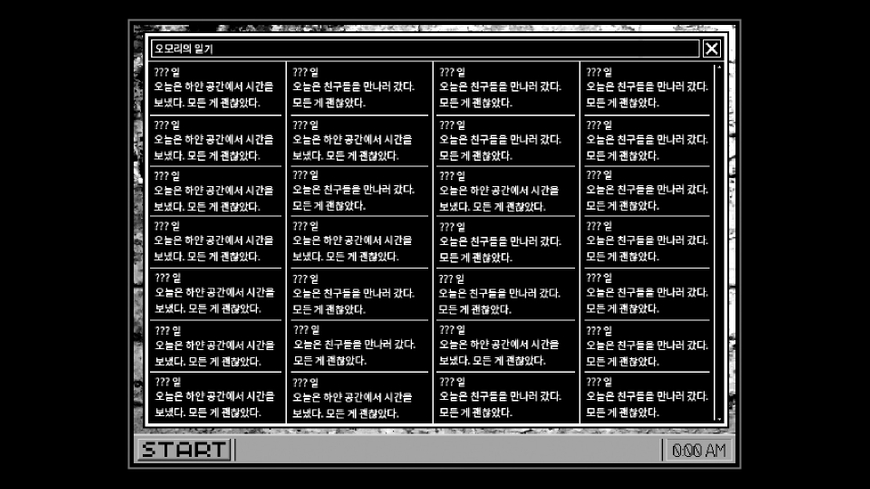 오모리의 일기
??? 일
오늘은 하얀 공간에서 시간을
보냈다. 모든 게 괜찮았다.
??? 일
오늘은 하얀 공간에서 시간을
보냈다. 모든 게 괜찮았다.
??? 일
오늘은 하얀 공간에서 시간을
보냈다. 모든 게 괜찮았다.
??? 일
오늘은 하얀 공간에서 시간을
보냈다. 모든 게 괜찮았다.
??? 일
오늘은 하얀 공간에서 시간을
보냈다. 모든 게 괜찮았다.
??? 일
오늘은 하얀 공간에서 시간을
보냈다. 모든 게 괜찮았다.
??? 일
오늘은 하얀 공간에서 시간을
보냈다. 모든 게 괜찮았다.
??? 일
오늘은 친구들을 만나러 갔다.
모든 게 괜찮았다.
??? 일
오늘은 하얀 공간에서 시간을
보냈다. 모든 게 괜찮았다.
??? 일
오늘은 친구들을 만나러 갔다.
모든 게 괜찮았다.
??? 일
오늘은 하얀 공간에서 시간을
보냈다. 모든 게 괜찮았다.
??? 일
오늘은 친구들을 만나러 갔다.
모든 게 괜찮았다.
??? 일
오늘은 친구들을 만나러 갔다.
모든 게 괜찮았다.
??? 일
오늘은 하얀 공간에서 시간을
보냈다. 모든 게 괜찮았다.
??? 일
오늘은 친구들을 만나러 갔다.
모든 게 괜찮았다.
??? 일
오늘은 친구들을 만나러 갔다.
모든 게 괜찮았다.
??? 일
오늘은 하얀 공간에서 시간을
보냈다. 모든 게 괜찮았다.
??? 일
오늘은 친구들을 만나러 갔다.
모든 게 괜찮았다.
??? 일
오늘은 친구들을 만나러 갔다.
모든 게 괜찮았다.
??? 일
오늘은 하얀 공간에서 시간을
보냈다. 모든 게 괜찮았다.
??? 일
오늘은 친구들을 만나러 갔다.
모든 게 괜찮았다.
??? 일
오늘은 친구들을 만나러 갔다.
모든 게 괜찮았다.
??? 일
오늘은 친구들을 만나러 갔다.
모든 게 괜찮았다.
??? 일
오늘은 친구들을 만나러 갔다.
모든 게 괜찮았다.
??? 일
오늘은 친구들을 만나러 갔다.
모든 게 괜찮았다.
??? 일
오늘은 친구들을 만나러 갔다.
모든 게 괜찮았다.
??? 일
오늘은 친구들을 만나러 갔다.
모든 게 괜찮았다.
??? 일
오늘은 친구들을 만나러 갔다.
모든 게 괜찮았다.
START
0:00 AM